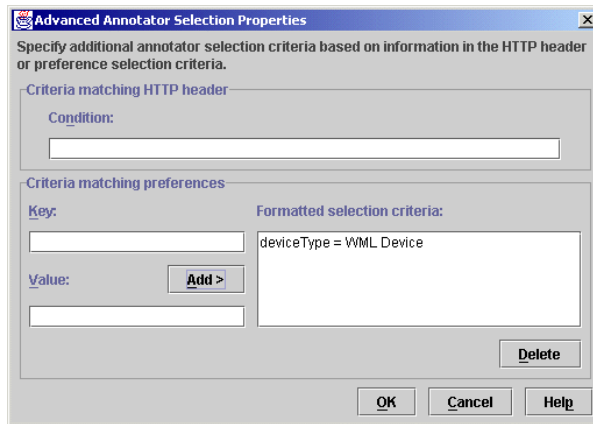 Advanced Annotator Selection Properties
Specify additional annotator selection criteria based on information in the HTTP header
or preference selection criteria.
Criteria matching HTTP header
Condition:
Criteria matching preferences
Key:
Formatted selection criteria:
deviceType = WML Device
Value:
Add >
Delete
OK
Cancel
Help